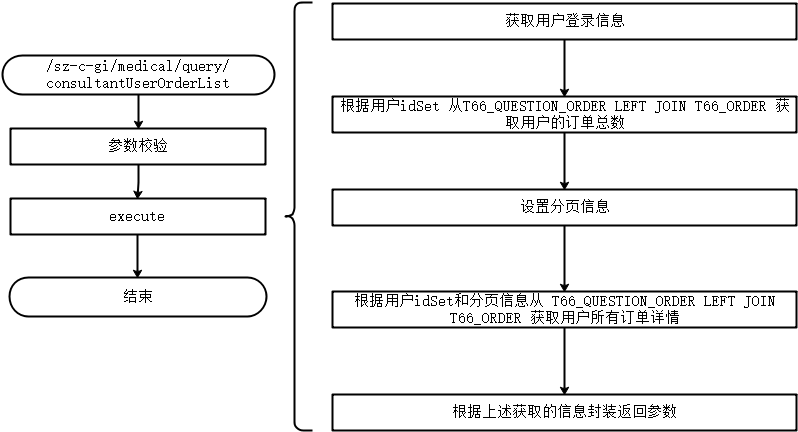 /sz-c-gi/medical/query/
consultantUserOrderList
参数校验
execute
结束
获取用户登录信息
根据用户idSet 从T66_QUESTION_ORDER LEFT JOIN T66_ORDER 获
取用户的订单总数
设置分页信息
根据用户idSet和分页信息从 T66_QUESTION_ORDER LEFT JOIN
T66_ORDER 获取用户所有订单详情
根据上述获取的信息封装返回参数